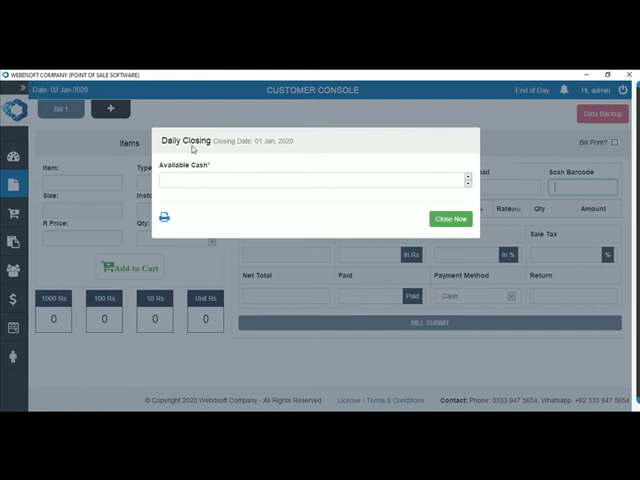 WEBDSOFT COMPANY (POINT OF SALE SOFTWARE)
Date: 02 Jan 2020
CUSTOMER CONSOLE
End of Day
Hi, admin
Bill 1
Data Backup
Items
Bill Print?
Daily Closing Closing Date: 01 Jan, 2020
Available Cash*
Close Now
Item:
Type
Scan Barcode
Size:
R Price:
Qty:
Rate(Rs)
Qty
Amount
Sale Tax
In Rs
In %
%
Add to Cart
Net Total
Paid
Payment Method
Return
Paid
Cash
1000 Rs
100 Rs
10 Rs
Unit Rs
0
0
0
0
BILL SUBMIT
© Copyright 2020 Webdsoft Company - All Rights Reserved
License / Terms & Conditions
Contact: Phone: 0333 947 5654, Whatsapp: +92 333 947 5654